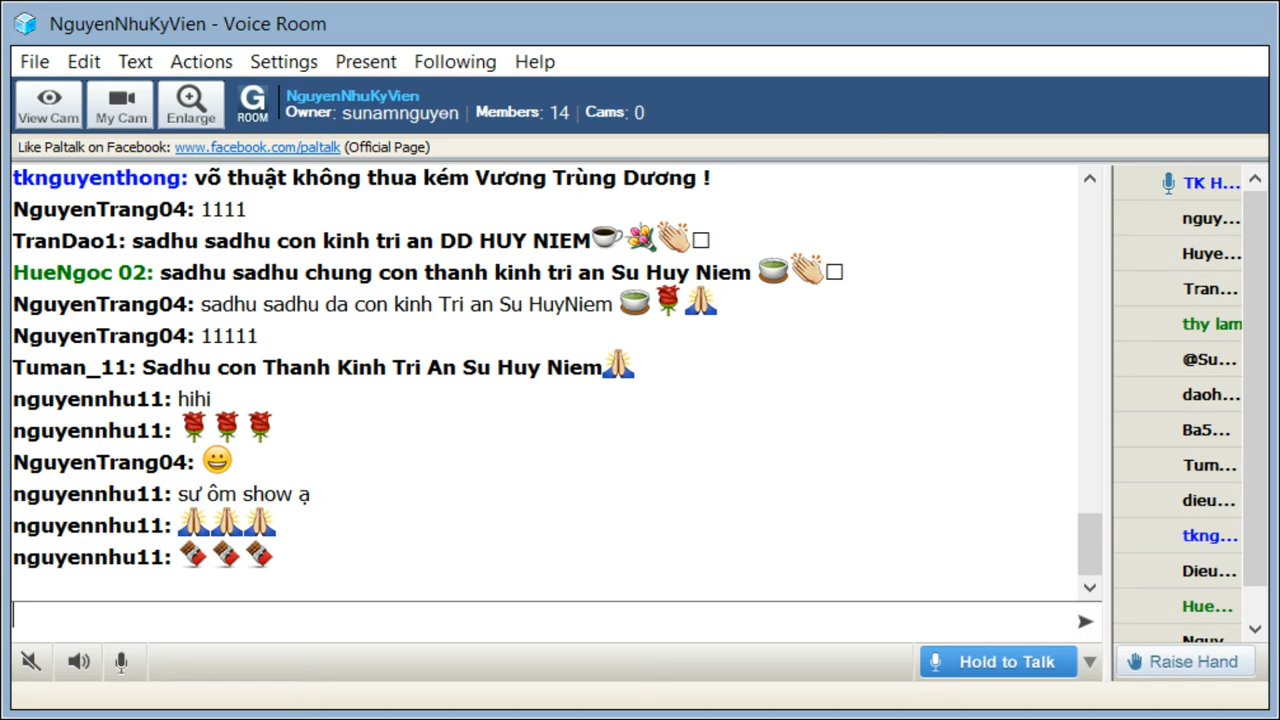 NguyenNhuKyVien - Voice Room
File Edit Text Actions Settings Present Following Help
View Cam My Cam Enlarge G ROOM
NguyenNhuKyVien
Owner: sunamnguyen Members: 14 Cams: 0
Like Paltalk on Facebook: www.facebook.com/paltalk (Official Page)
tknguyenthong: võ thuật không thua kém Vương Trùng Dương !
NguyenTrang04: 1111
TranDao1: sadhu sadhu con kinh tri an DD HUY NIEM
HueNgoc 02: sadhu sadhu chung con thanh kinh tri an Su Huy Niem
NguyenTrang04: sadhu sadhu da con kinh Tri an Su HuyNiem
NguyenTrang04: 11111
Tuman_11: Sadhu con Thanh Kinh Tri An Su Huy Niem
nguyennhu11: hihi
nguyennhu11:
NguyenTrang04:
nguyennhu11: sư ôm show ạ
nguyennhu11:
nguyennhu11:
TK H...
nguy...
Huye...
Tran...
thy lam
@Su...
daoh...
Ba5...
Tum...
dieu...
tkng...
Dieu...
Hue...
Nguy
Hold to Talk
Raise Hand